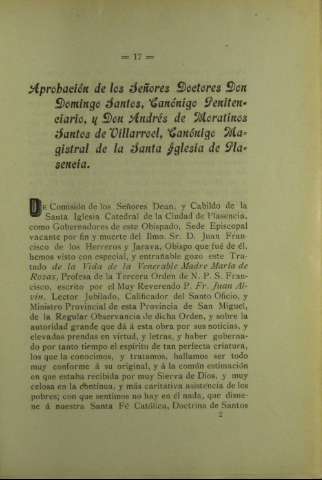 = 17 =
Aprobación de los Señores Doctores Don
Domingo Santos, Canónigo Peniten-
ciario, y Don Andrés de Moratinos
Santos de Villarroel, Canónigo Ma-
gistral de la Santa Iglesia de Pla-
sencia.
DE Comisión de los Señores Dean, y Cabildo de la
Santa Iglesia Catedral de la Ciudad de Plasencia,
como Gobernadores de este Obispado, Sede Episcopal
vacante por fin y muerte del Ilmo. Sr. D. Juan Fran-
cisco de los Herreros y Jarava, Obispo que fué de él,
hemos visto con especial, y entrañable gozo este Tra-
tado de la Vida de la Venerable Madre María de
Rozas, Profesa de la Tercera Orden de N. P. S. Fran-
cisco, escrito por el Muy Reverendo P. Fr. Juan Al-
vín, Lector Jubilado, Calificador del Santo Oficio, y
Ministro Provincial de esta Provincia de San Miguel,
de la Regular Observancia de dicha Orden, y sobre la
autoridad grande que dá á esta obra por sus noticias, y
elevadas prendas en virtud, y letras, y haber goberna-
do por tanto tiempo el espíritu de tan perfecta criatura,
los que la conocimos, y tratamos, hallamos ser todo
muy conforme á su original, y á la común estimación
en que estaba recibida por muy Sierva de Dios, y muy
celosa en la continua, y más caritativa asistencia de los
pobres; con que sentimos no hay en él nada, que disue-
ne á nuestra Santa Fé Católica, Doctrina de Santos
2